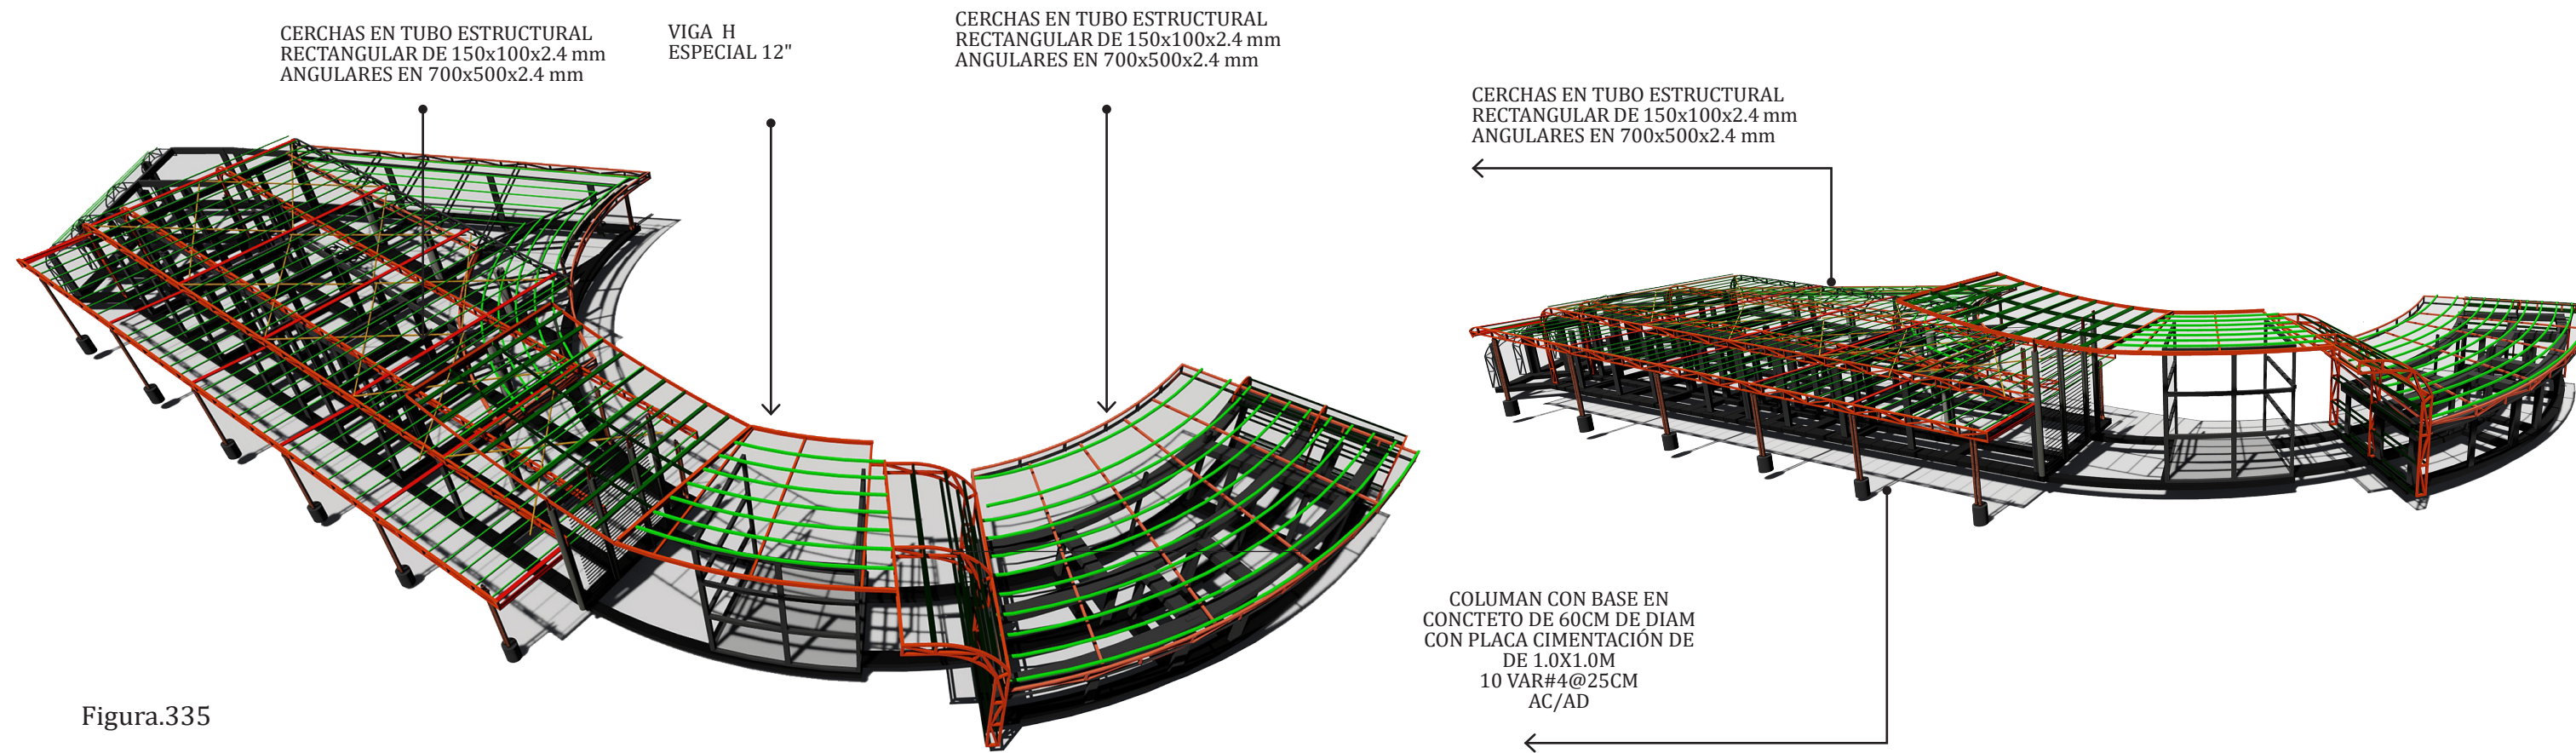 CERCHAS EN TUBO ESTRUCTURAL
RECTANGULAR DE 150x100x2.4 mm
ANGULARES EN 700x500x2.4 mm
VIGA H
ESPECIAL 12"
CERCHAS EN TUBO ESTRUCTURAL
RECTANGULAR DE 150x100x2.4 mm
ANGULARES EN 700x500x2.4 mm
CERCHAS EN TUBO ESTRUCTURAL
RECTANGULAR DE 150x100x2.4 mm
ANGULARES EN 700x500x2.4 mm
COLUMAN CON BASE EN
CONCTETO DE 60CM DE DIAM
CON PLACA CIMENTACIÓN DE
DE 1.0X1.0M
10 VAR#4@25CM
AC/AD
Figura.335